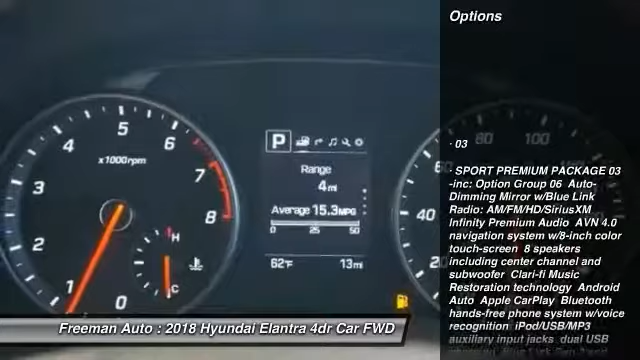 Options
· 03
· SPORT PREMIUM PACKAGE 03
-inc: Option Group 06 Auto-
Dimming Mirror w/Blue Link
Radio: AM/FM/HD/SiriusXM
Infinity Premium Audio AVN 4.0
navigation system w/8-inch color
touch-screen 8 speakers
including center channel and
subwoofer Clari-fi Music
Restoration technology Android
Auto Apple CarPlay Bluetooth
hands-free phone system w/voice
recognition iPod/USB/MP3
auxiliary input jacks dual USB
P
Range
4mi
Average 15.3MPG
0 25 50
62°F 13mi
x1000rpm
0 1 2 3 4 5 6 7 8
H
C
20 40 60 80 100
Freeman Auto : 2018 Hyundai Elantra 4dr Car FWD